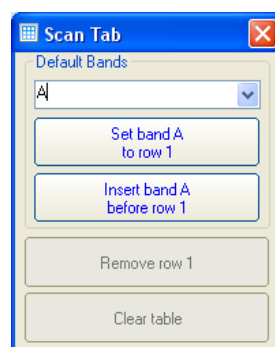 Scan Tab
Default Bands
A
Set band A
to row 1
Insert band A
before row 1
Remove row 1
Clear table